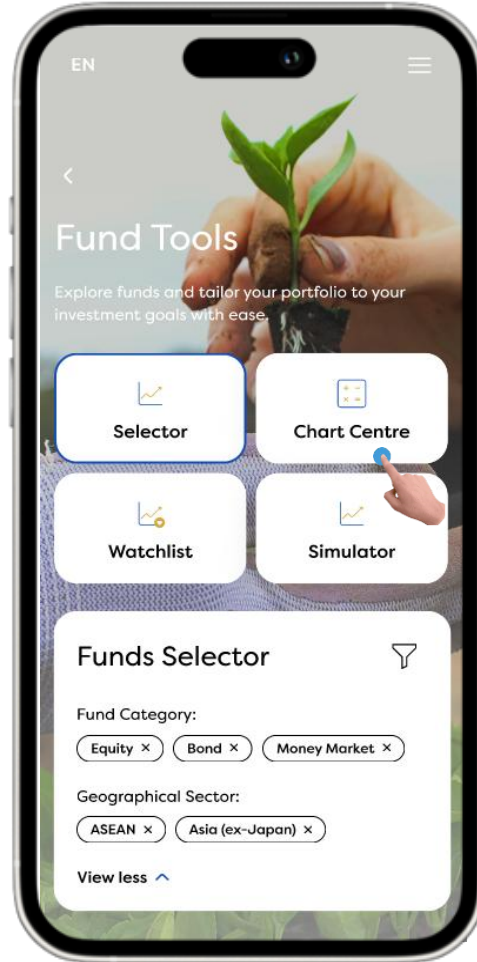 EN
Fund Tools
Explore funds and tailor your portfolio to your
investment goals with ease.
Selector
Chart Centre
Watchlist
Simulator
Funds Selector
Fund Category:
Equity × Bond × Money Market ×
Geographical Sector:
ASEAN × Asia (ex-Japan) ×
View less